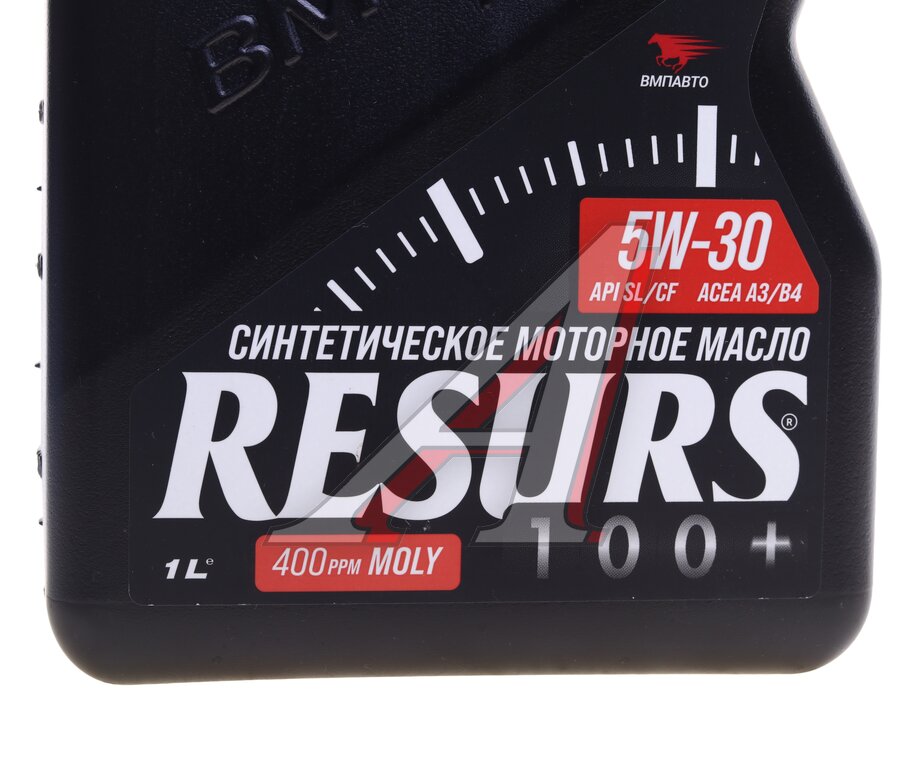 ВМПАВТО
5W-30
API SL/CF ACEA A3/B4
СИНТЕТИЧЕСКОЕ МОТОРНОЕ МАСЛО
RESURS®
100+
1L e
400 PPM MOLY